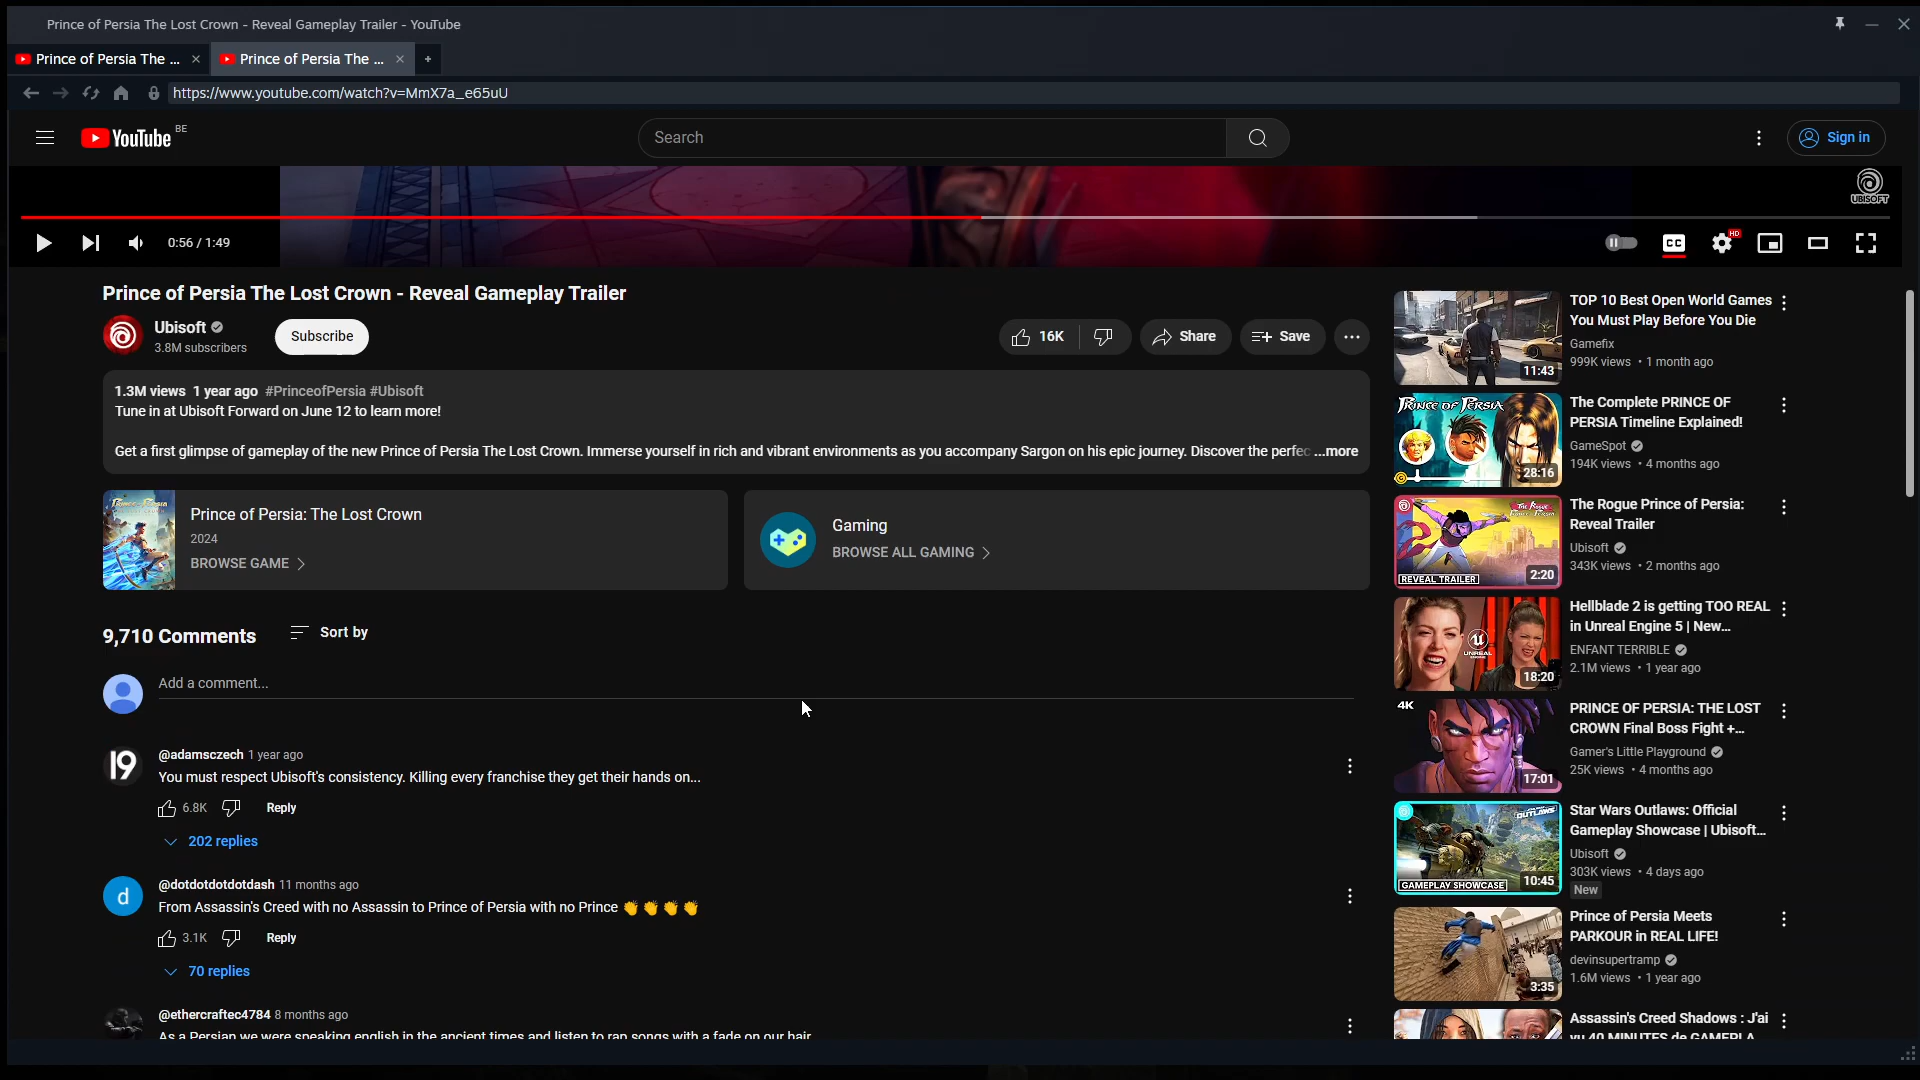 Prince of Persia The Lost Crown - Reveal Gameplay Trailer - YouTube
Prince of Persia The ...
Prince of Persia The ...
https://www.youtube.com/watch?v=MmX7a_e65uU
YouTube BE
Search
Sign in
UBISOFT
0:56 / 1:49
CC
HD
Prince of Persia The Lost Crown - Reveal Gameplay Trailer
Ubisoft
3.8M subscribers
Subscribe
16K
Share
Save
1.3M views 1 year ago #PrinceofPersia #Ubisoft
Tune in at Ubisoft Forward on June 12 to learn more!
Get a first glimpse of gameplay of the new Prince of Persia The Lost Crown. Immerse yourself in rich and vibrant environments as you accompany Sargon on his epic journey. Discover the perfec ...more
Prince of Persia: The Lost Crown
2024
BROWSE GAME
Gaming
BROWSE ALL GAMING
9,710 Comments
Sort by
Add a comment...
19
@adamsczech 1 year ago
You must respect Ubisoft's consistency. Killing every franchise they get their hands on...
6.8K
Reply
202 replies
d
@dotdotdotdotdash 11 months ago
From Assassin's Creed with no Assassin to Prince of Persia with no Prince 👏 👏 👏 👏
3.1K
Reply
70 replies
@ethercraftec4784 8 months ago
As a Persian we were speaking english in the ancient times and listen to rap songs with a fade on our hair
11:43
TOP 10 Best Open World Games
You Must Play Before You Die
Gamefix
999K views • 1 month ago
PRINCE OF PERSIA
28:16
The Complete PRINCE OF
PERSIA Timeline Explained!
GameSpot
194K views • 4 months ago
The Rogue
Prince of Persia
REVEAL TRAILER
2:20
The Rogue Prince of Persia:
Reveal Trailer
Ubisoft
343K views • 2 months ago
UNREAL
18:20
Hellblade 2 is getting TOO REAL
in Unreal Engine 5 | New...
ENFANT TERRIBLE
2.1M views • 1 year ago
4K
17:01
PRINCE OF PERSIA: THE LOST
CROWN Final Boss Fight +...
Gamer's Little Playground
25K views • 4 months ago
OUTLAWS
GAMEPLAY SHOWCASE
10:45
Star Wars Outlaws: Official
Gameplay Showcase | Ubisoft...
Ubisoft
303K views • 4 days ago
New
3:35
Prince of Persia Meets
PARKOUR in REAL LIFE!
devinsupertramp
1.6M views • 1 year ago
Assassin's Creed Shadows : J'ai
vu 40 MINUTES de GAMEPLA